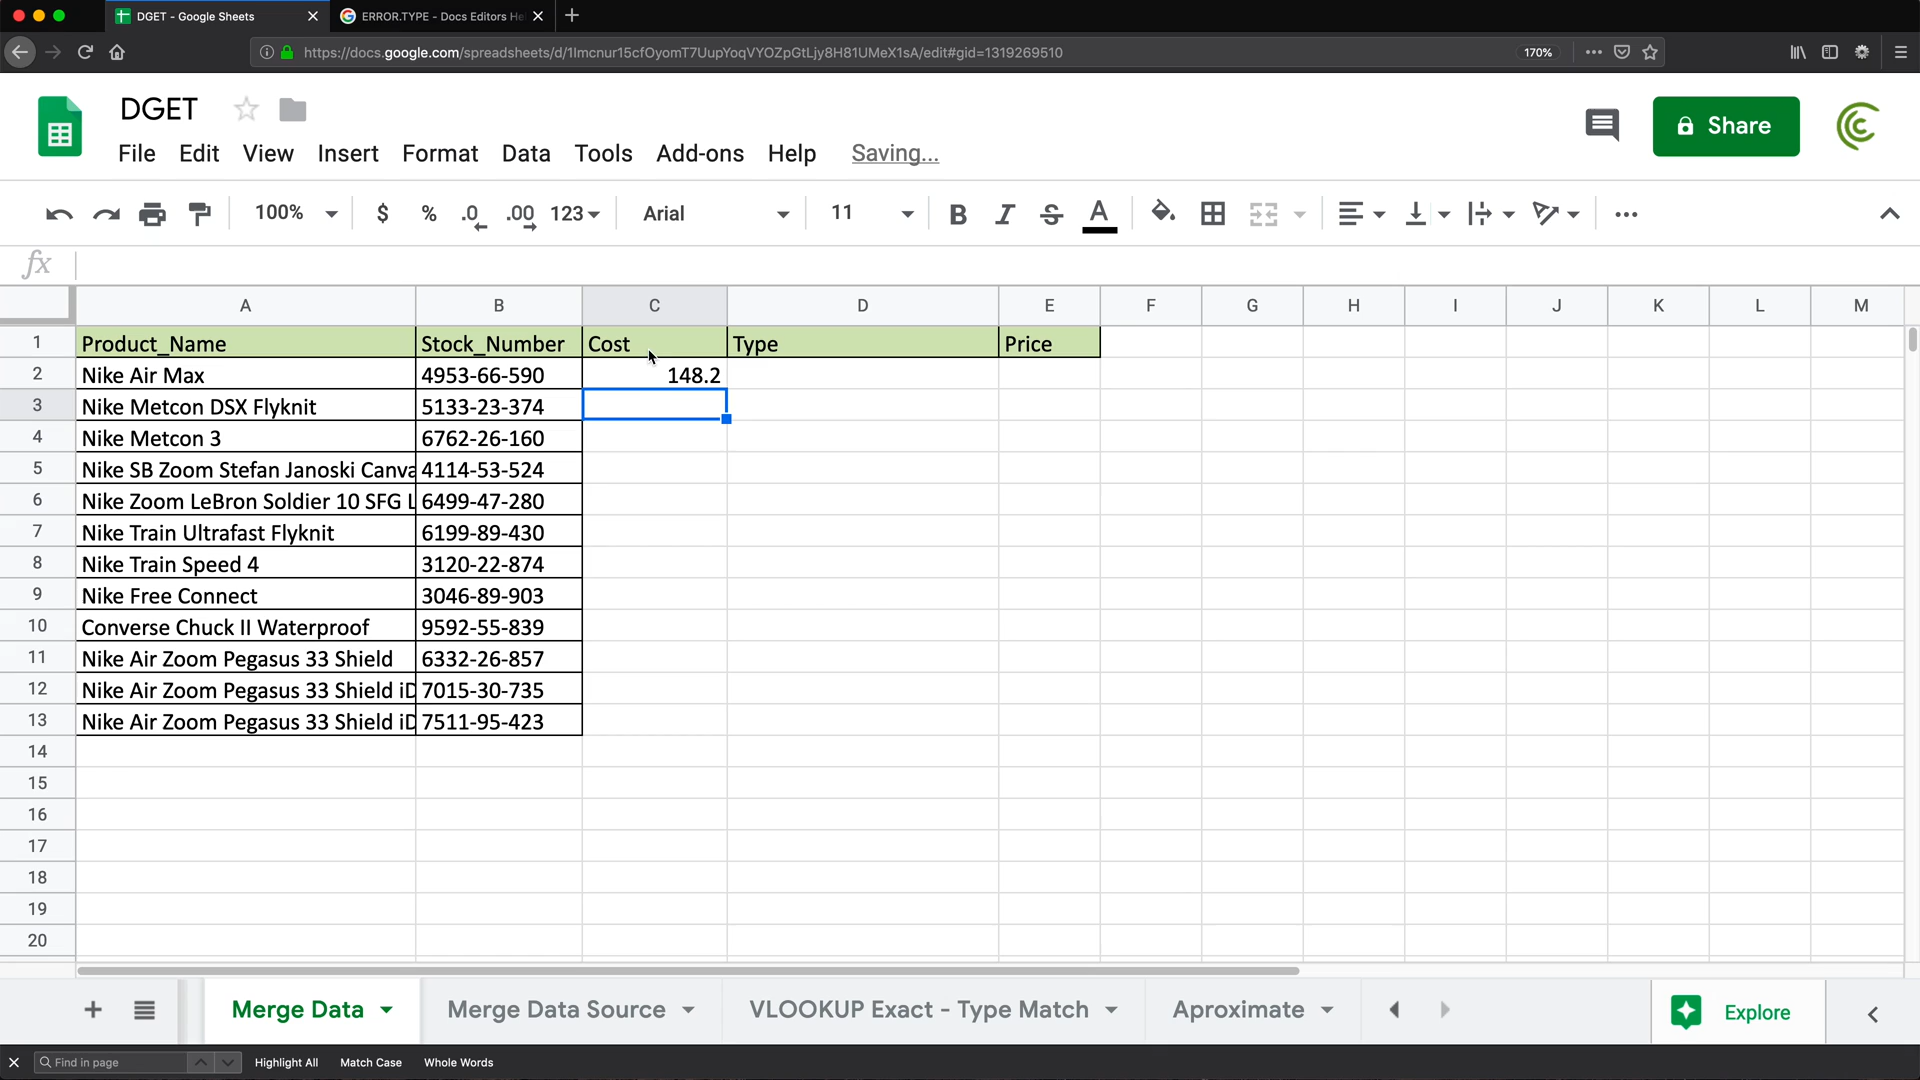 DGET - Google Sheets
ERROR.TYPE - Docs Editors He
https://docs.google.com/spreadsheets/d/1Imcnur15cfOyomT7UupYoqVYOZpGtLjy8H81UMeX1sA/edit#gid=1319269510
170%
DGET
Share
File Edit View Insert Format Data Tools Add-ons Help Saving...
100% $ % .0 .00 123 Arial 11 B I S A
fx
A B C D E F G H I J K L M
1 Product_Name Stock_Number Cost Type Price
2 Nike Air Max 4953-66-590 148.2
3 Nike Metcon DSX Flyknit 5133-23-374
4 Nike Metcon 3 6762-26-160
5 Nike SB Zoom Stefan Janoski Canva 4114-53-524
6 Nike Zoom LeBron Soldier 10 SFG L 6499-47-280
7 Nike Train Ultrafast Flyknit 6199-89-430
8 Nike Train Speed 4 3120-22-874
9 Nike Free Connect 3046-89-903
10 Converse Chuck II Waterproof 9592-55-839
11 Nike Air Zoom Pegasus 33 Shield 6332-26-857
12 Nike Air Zoom Pegasus 33 Shield iD 7015-30-735
13 Nike Air Zoom Pegasus 33 Shield iD 7511-95-423
14
15
16
17
18
19
20
Merge Data Merge Data Source VLOOKUP Exact - Type Match Aproximate Explore
Find in page Highlight All Match Case Whole Words